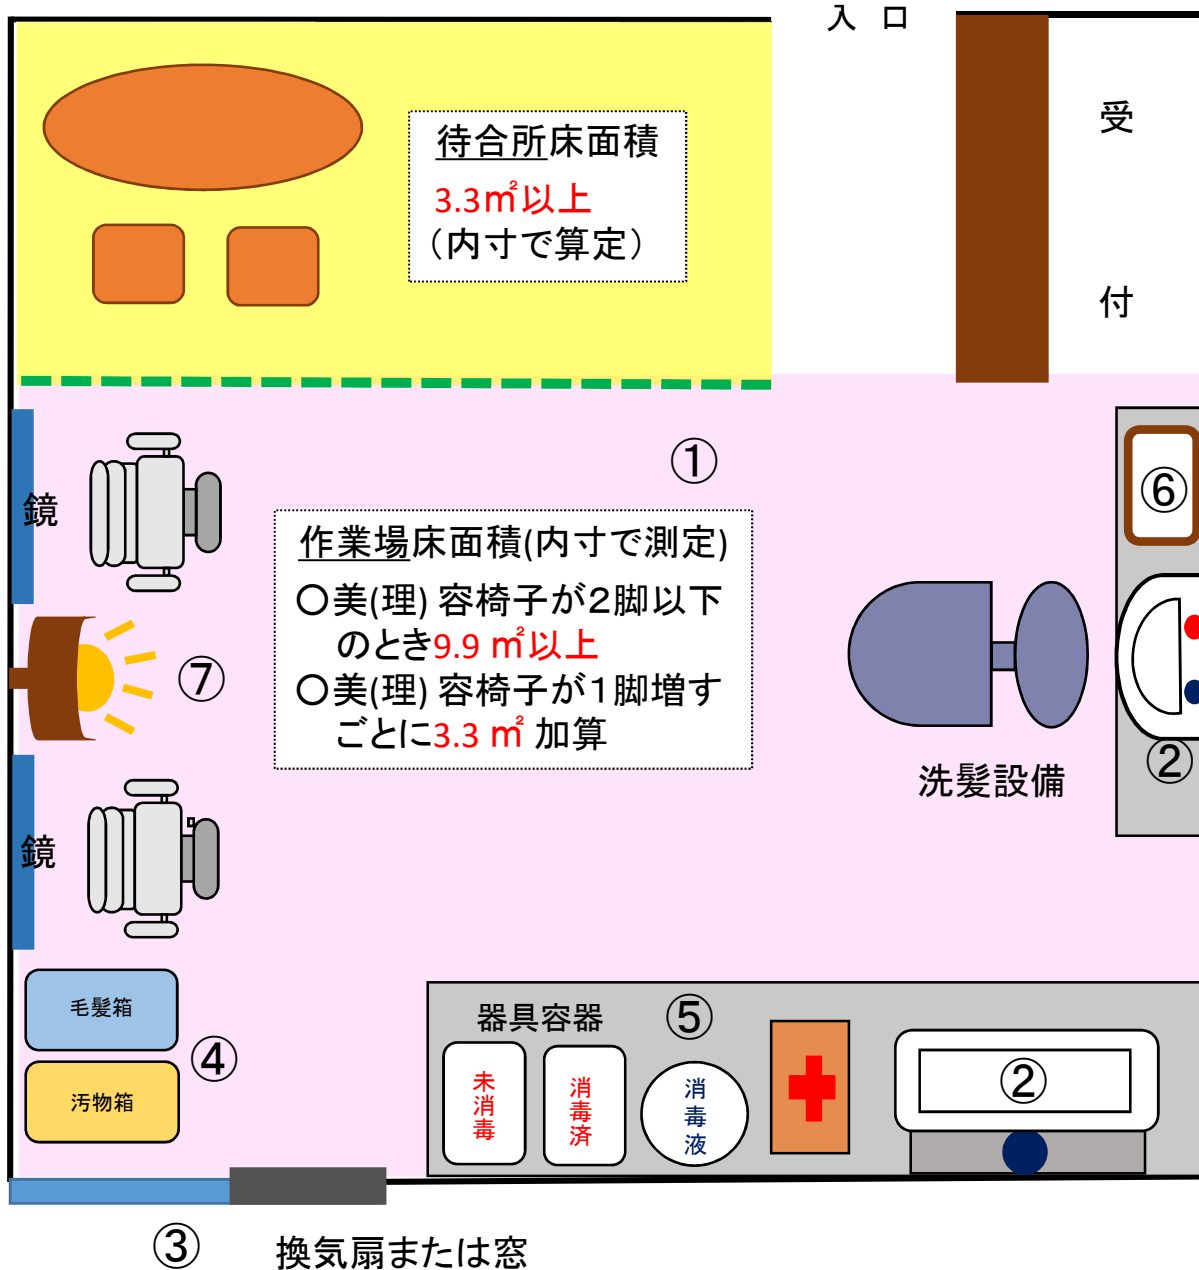 入 口
受
付
待合所床面積
3.3㎡以上
(内寸で算定)
①
鏡
⑥
作業場床面積(内寸で測定)
○美(理) 容椅子が2脚以下
のとき9.9 ㎡以上
○美(理) 容椅子が1脚増す
ごとに3.3 ㎡ 加算
⑦
②
洗髪設備
鏡
毛髪箱
④
汚物箱
器具容器
⑤
未消毒
消毒済
消毒液
②
③
換気扇または窓